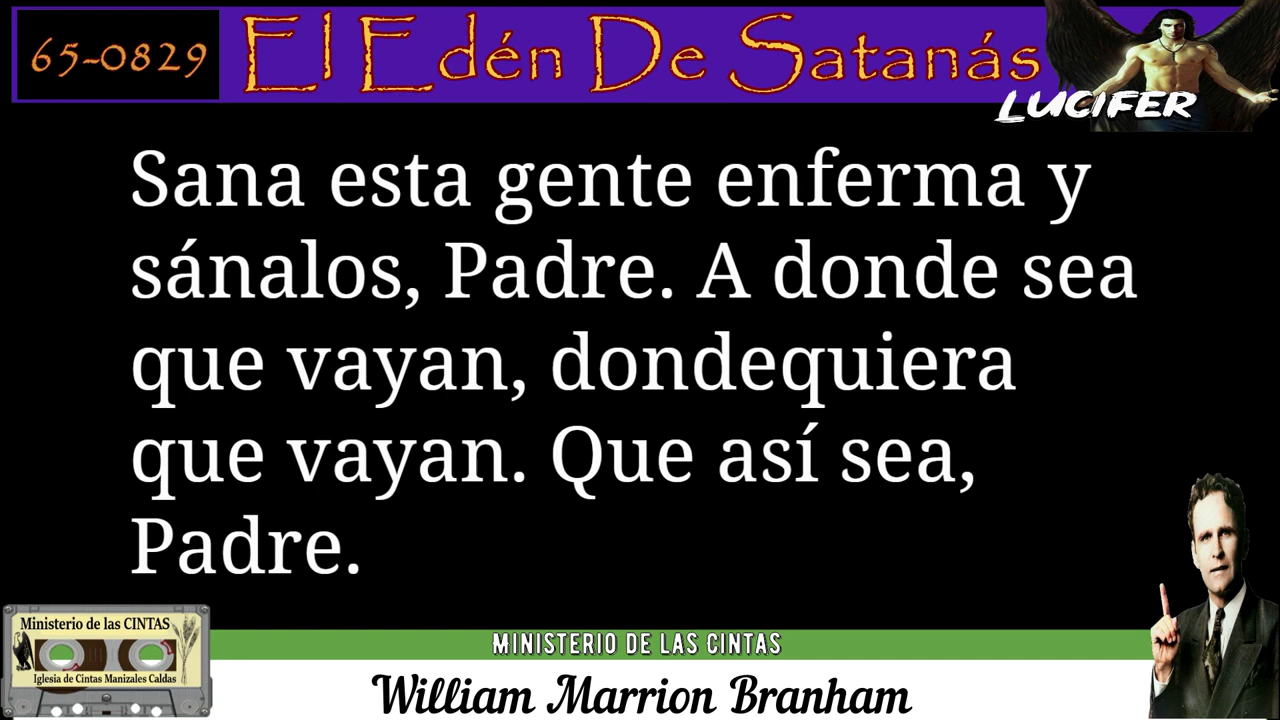 65-0829
El Edén De Satanás
LUCIFER
Sana esta gente enferma y
sánalos, Padre. A donde sea
que vayan, dondequiera
que vayan. Que así sea,
Padre.
Ministerio de las CINTAS
Iglesia de Cintas Manizales Caldas
MINISTERIO DE LAS CINTAS
William Marrion Branham